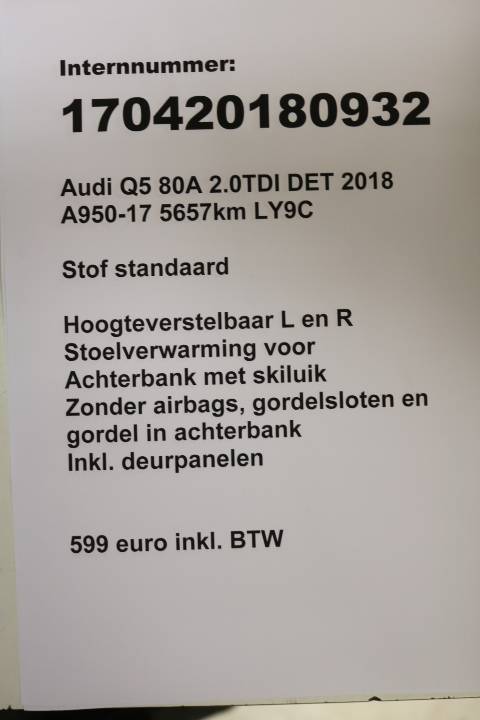 Internnummer:
170420180932
Audi Q5 80A 2.0TDI DET 2018
A950-17 5657km LY9C
Stof standaard
Hoogteverstelbaar L en R
Stoelverwarming voor
Achterbank met skiluik
Zonder airbags, gordelsloten en
gordel in achterbank
Inkl. deurpanelen
599 euro inkl. BTW